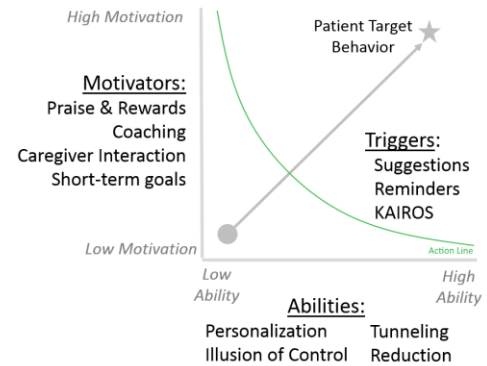 High Motivation
Patient Target
Behavior
Motivators:
Praise & Rewards
Coaching
Caregiver Interaction
Short-term goals
Triggers:
Suggestions
Reminders
KAIROS
Low Motivation
Action Line
Low
Ability
High
Ability
Abilities:
Personalization Tunneling
Illusion of Control Reduction